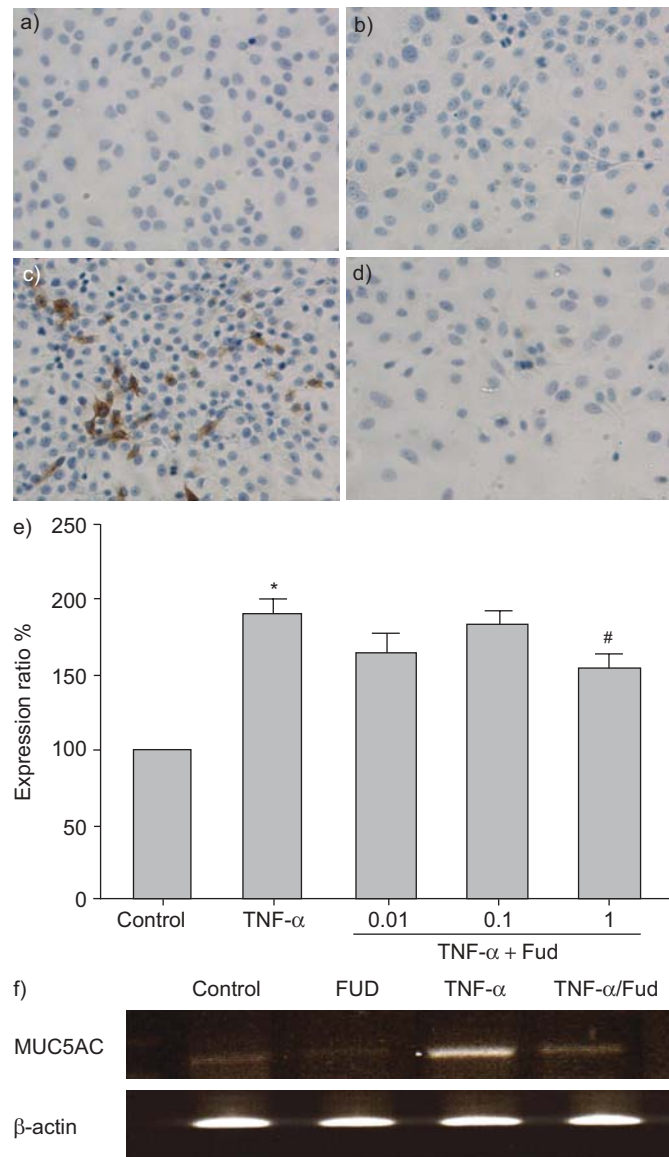 a)
b)
c)
d)
e)
250
200
150
100
50
0
Expression ratio %
*
#
Control
TNF-α
0.01
0.1
1
TNF-α + Fud
f)
Control FUD TNF-α TNF-α/Fud
MUC5AC
β-actin